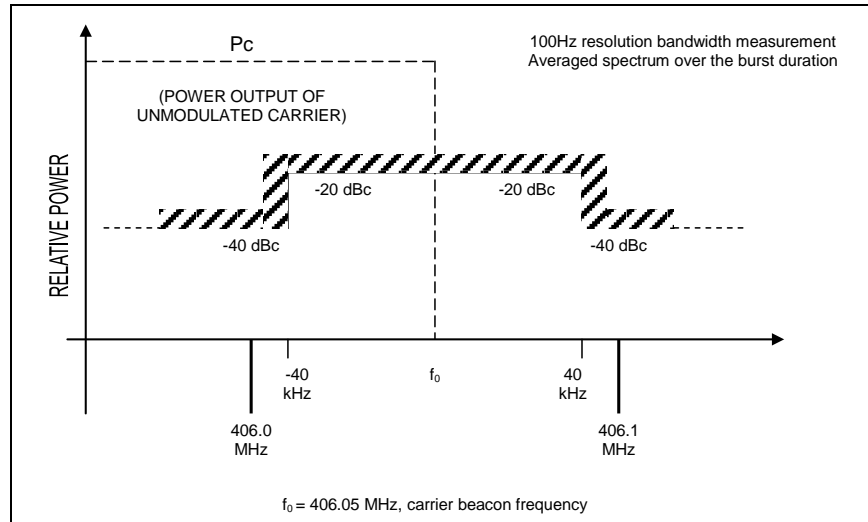 Pc
100Hz resolution bandwidth measurement
Averaged spectrum over the burst duration
(POWER OUTPUT OF
UNMODULATED CARRIER)
RELATIVE POWER
-20 dBc
-20 dBc
-40 dBc
-40 dBc
-40
kHz
f₀
40
kHz
406.0
MHz
406.1
MHz
f₀ = 406.05 MHz, carrier beacon frequency